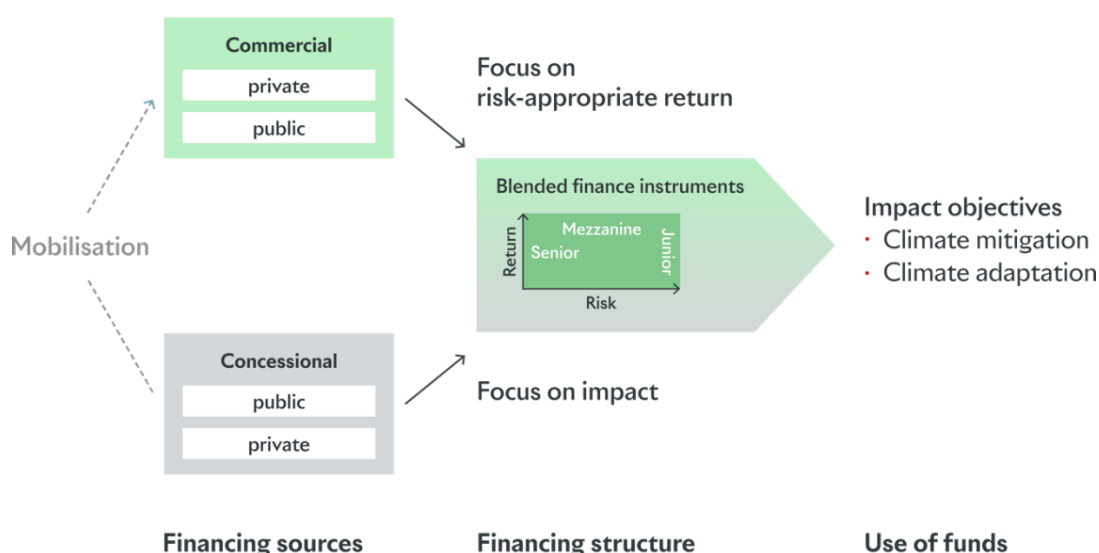 Commercial
private
public
Focus on
risk-appropriate return
Mobilisation
Blended finance instruments
Return
Mezzanine
Senior
Junior
Risk
Impact objectives
· Climate mitigation
· Climate adaptation
Concessional
public
private
Focus on impact
Financing sources
Financing structure
Use of funds